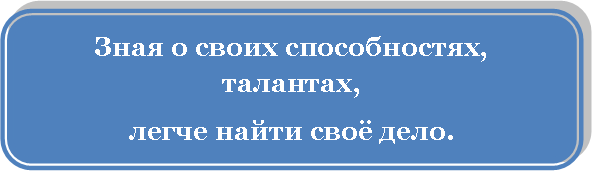 Зная о своих способностях,
талантах,
легче найти своё дело.